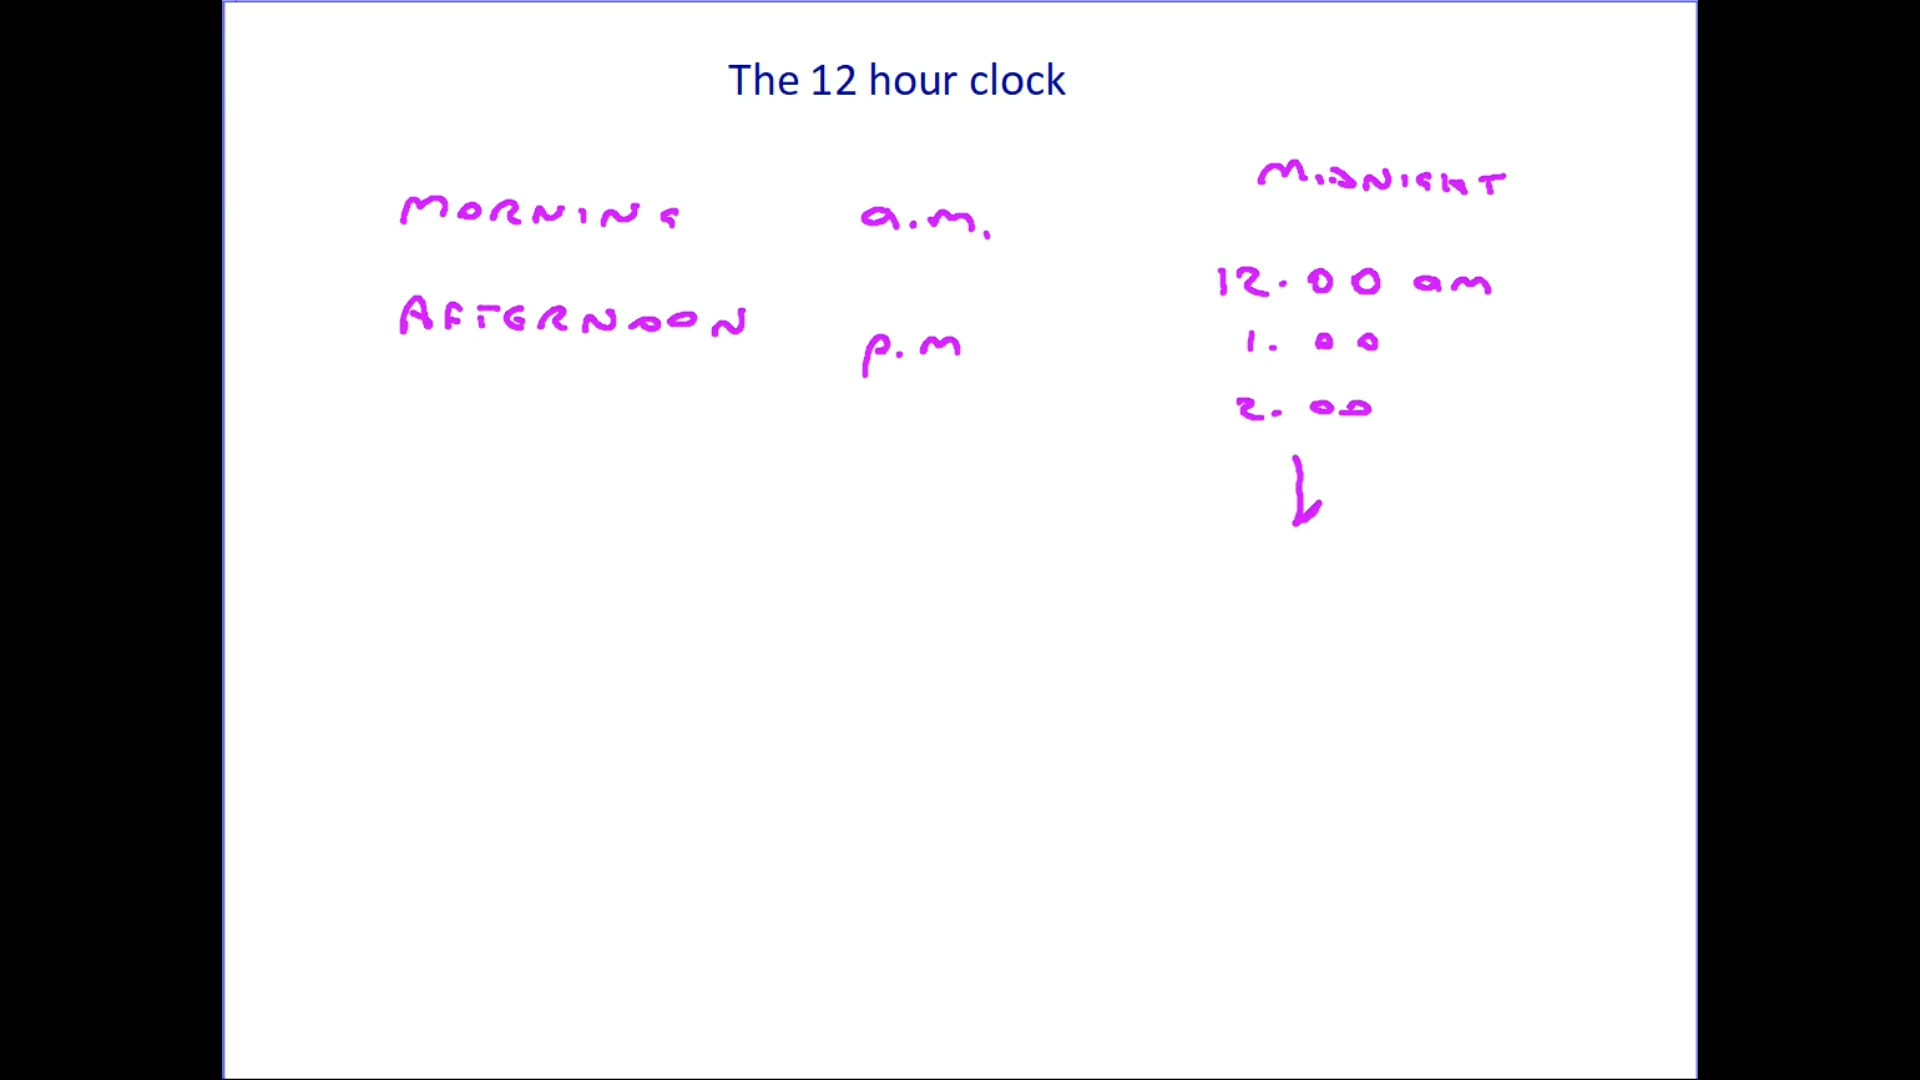 The 12 hour clock
MORNING a.m.
AFTERNOON p.m
MIDNIGHT
12.00 am
1.00
2.00